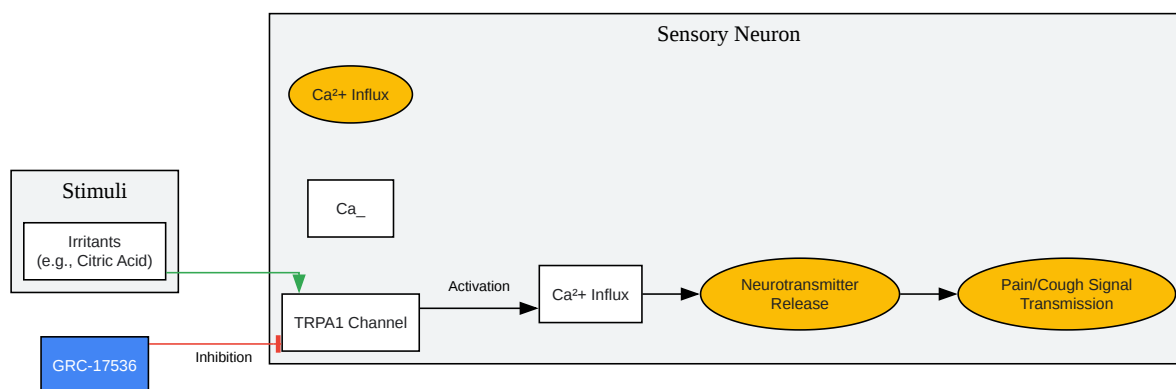 Sensory Neuron
Ca²+ Influx
Stimuli
Irritants
(e.g., Citric Acid)
Ca_
TRPA1 Channel
Activation
Ca²+ Influx
Neurotransmitter
Release
Pain/Cough Signal
Transmission
GRC-17536
Inhibition